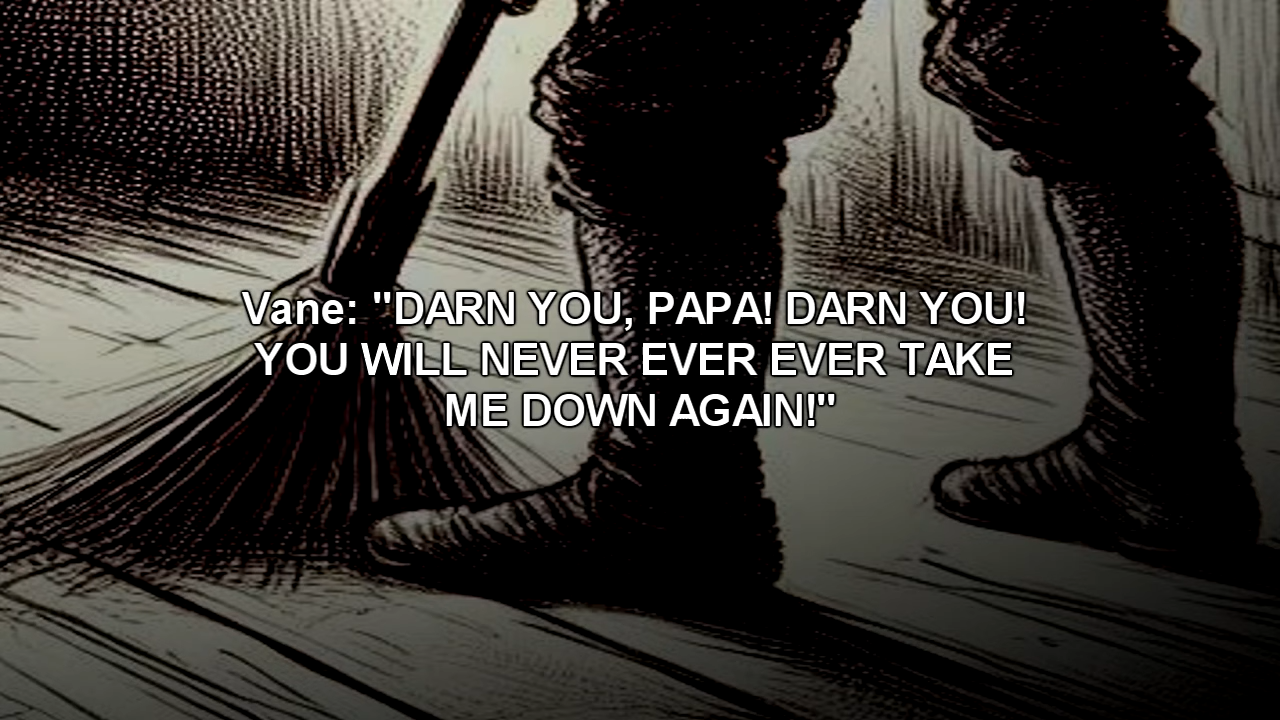 Vane: "DARN YOU, PAPA! DARN YOU!
YOU WILL NEVER EVER EVER TAKE
ME DOWN AGAIN!"